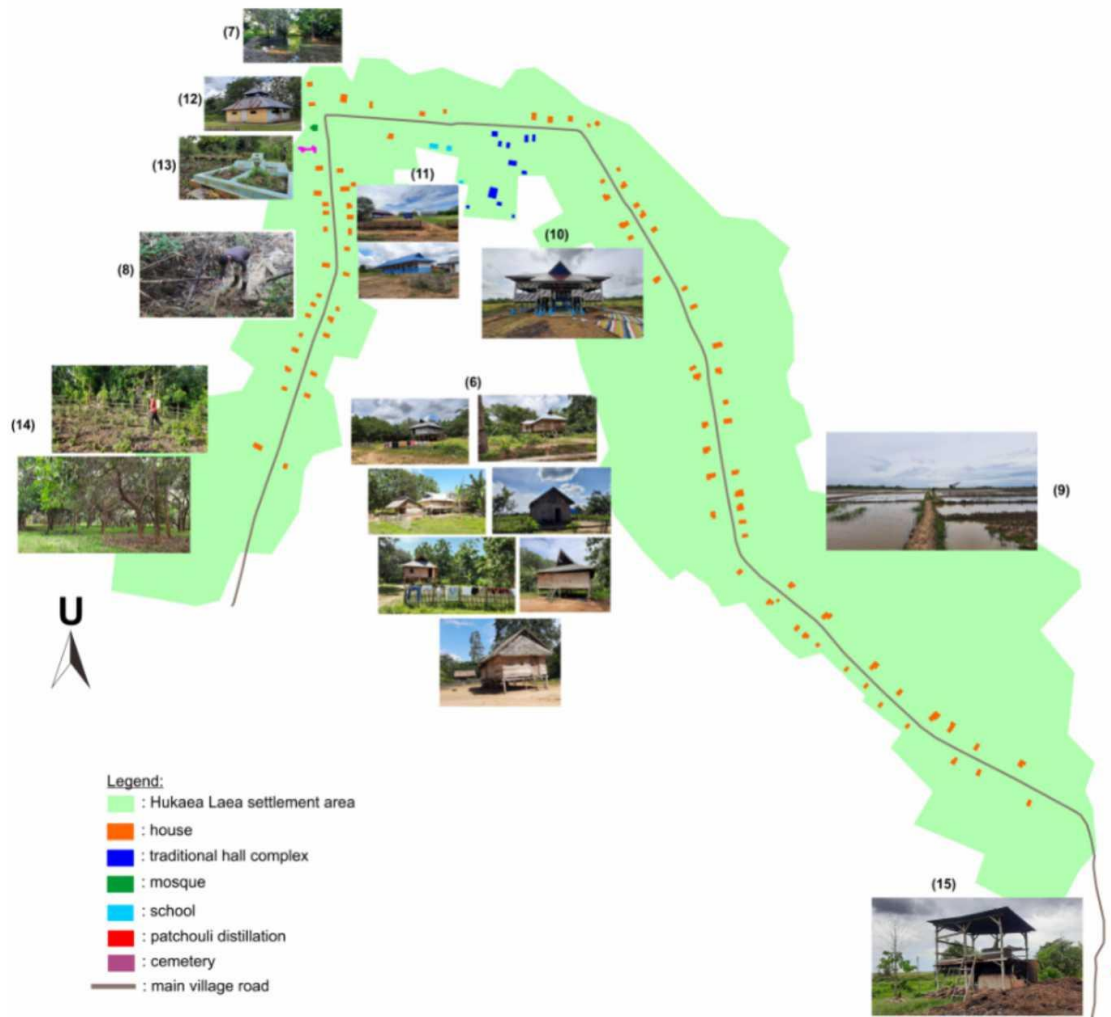 (7)
(12)
(13)
(11)
(10)
(8)
(6)
(14)
(9)
U
(15)
Legend:
: Hukaea Laea settlement area
: house
: traditional hall complex
: mosque
: school
: patchouli distillation
: cemetery
: main village road